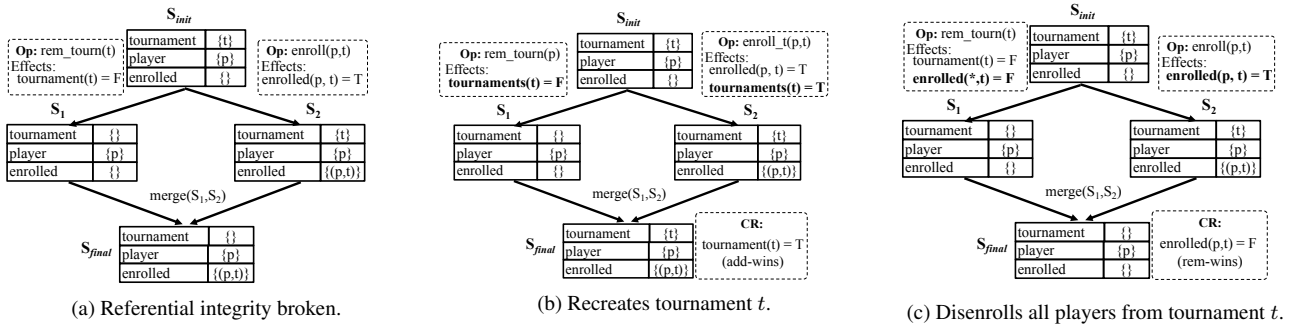 S_init
Op: rem_tourn(t)
Effects:
tournament(t) = F
tournament {t}
player {p}
enrolled {}
Op: enroll(p,t)
Effects:
enrolled(p, t) = T
S_1
S_2
tournament {}
player {p}
enrolled {}
tournament {t}
player {p}
enrolled {(p,t)}
merge(S_1,S_2)
S_final
tournament {}
player {p}
enrolled {(p,t)}
(a) Referential integrity broken.
S_init
Op: rem_tourn(p)
Effects:
tournaments(t) = F
tournament {t}
player {p}
enrolled {}
Op: enroll_t(p,t)
Effects:
enrolled(p, t) = T
tournaments(t) = T
S_1
S_2
tournament {}
player {p}
enrolled {}
tournament {t}
player {p}
enrolled {(p,t)}
merge(S_1,S_2)
S_final
tournament {t}
player {p}
enrolled {(p,t)}
CR:
tournament(t) = T
(add-wins)
(b) Recreates tournament t.
S_init
Op: rem_tourn(t)
Effects:
tournament(t) = F
enrolled(*,t) = F
tournament {t}
player {p}
enrolled {}
Op: enroll(p,t)
Effects:
enrolled(p, t) = T
S_1
S_2
tournament {}
player {p}
enrolled {}
tournament {t}
player {p}
enrolled {(p,t)}
merge(S_1,S_2)
S_final
tournament {}
player {p}
enrolled {}
CR:
enrolled(p,t) = F
(rem-wins)
(c) Disenrolls all players from tournament t.